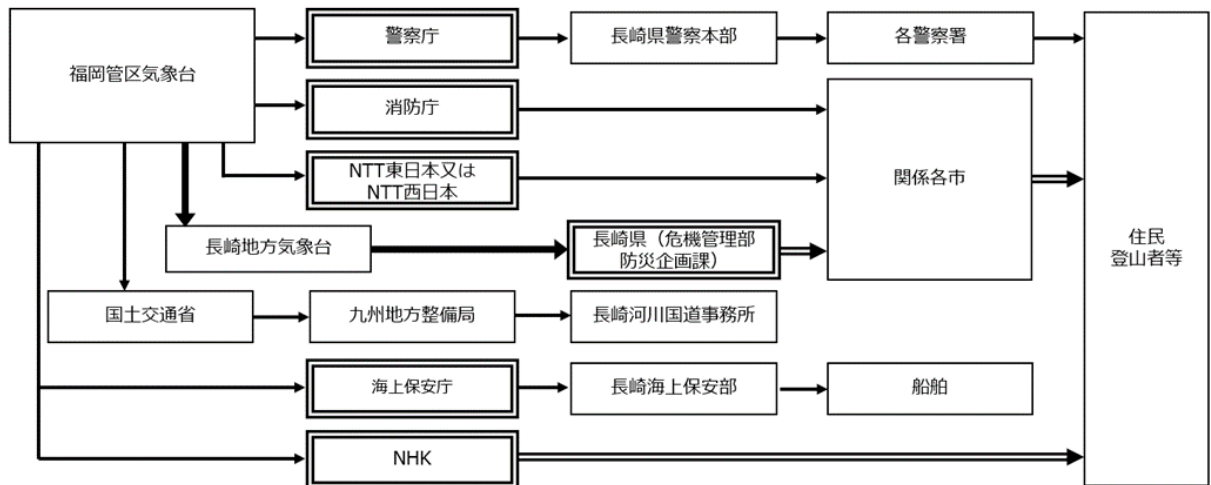 福岡管区気象台
警察庁
長崎県警察本部
各警察署
消防庁
NTT東日本又は
NTT西日本
関係各市
長崎地方気象台
長崎県（危機管理部
防災企画課）
住民
登山者等
国土交通省
九州地方整備局
長崎河川国道事務所
海上保安庁
長崎海上保安部
船舶
NHK